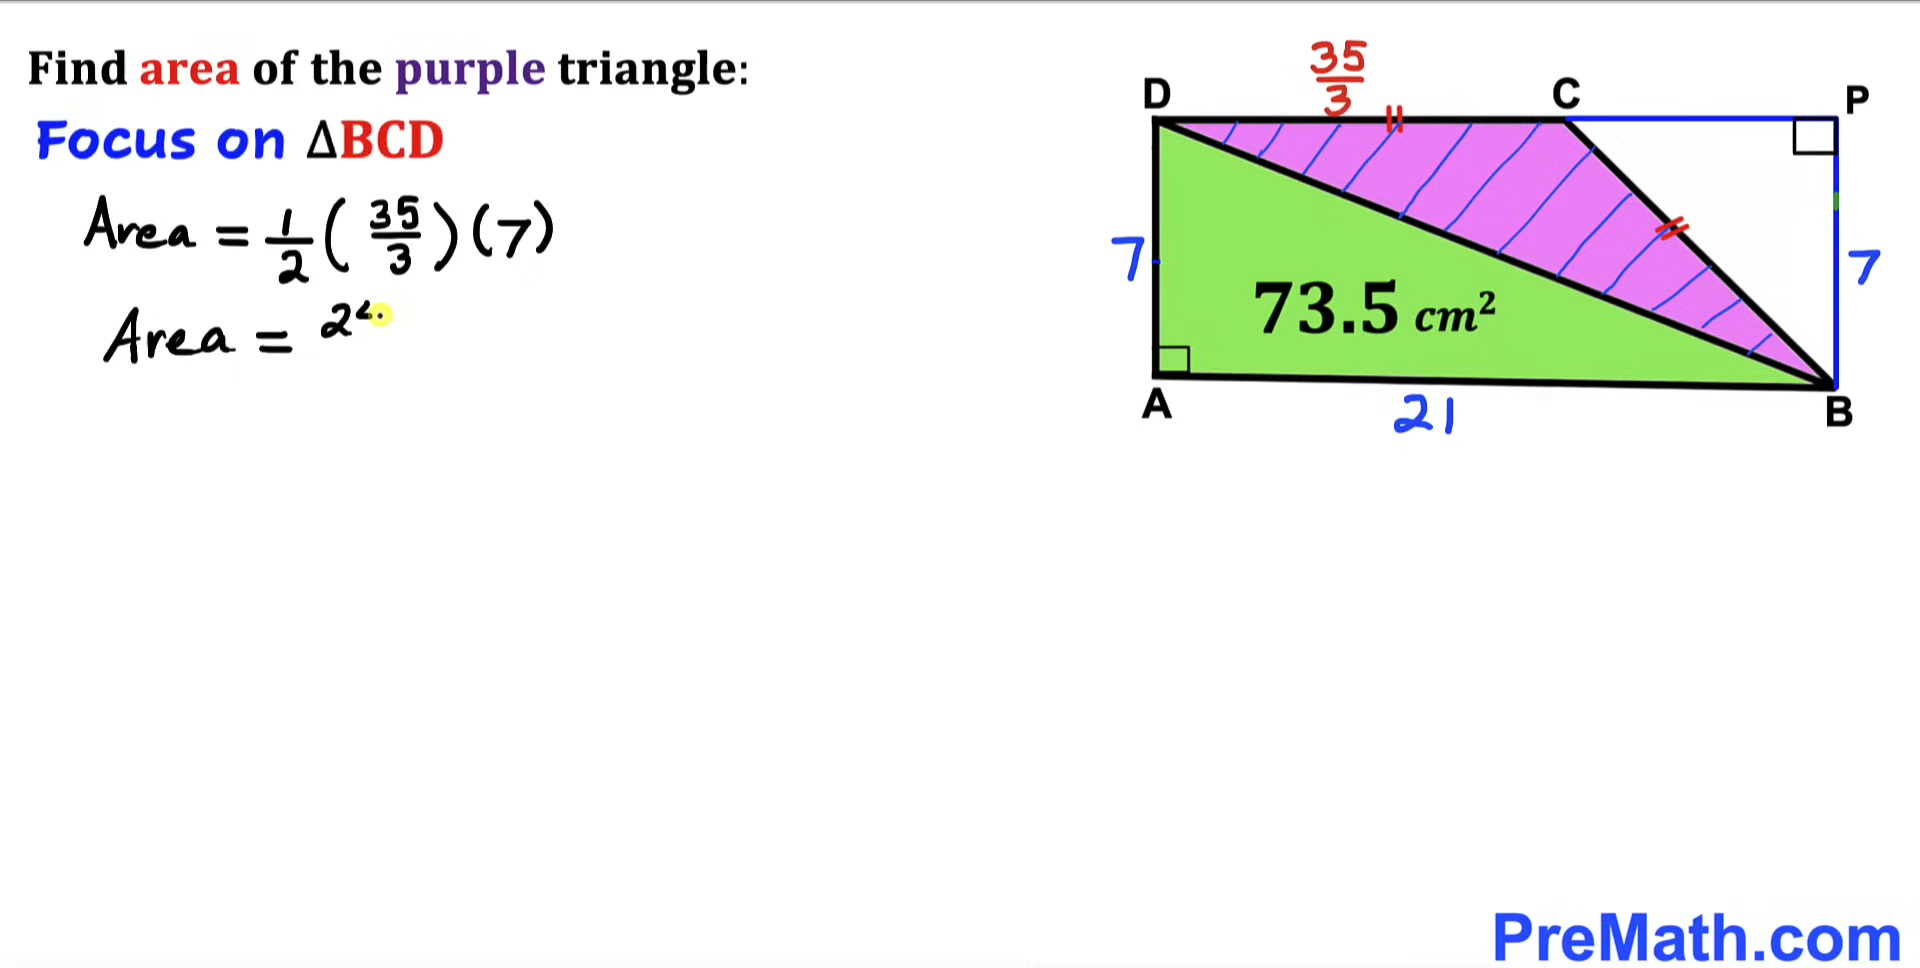 Find area of the purple triangle:
Focus on ΔBCD
Area = 1/2 (35/3)(7)
Area = 24
35/3
D
C
P
7
7
73.5 cm²
A
21
B
PreMath.com